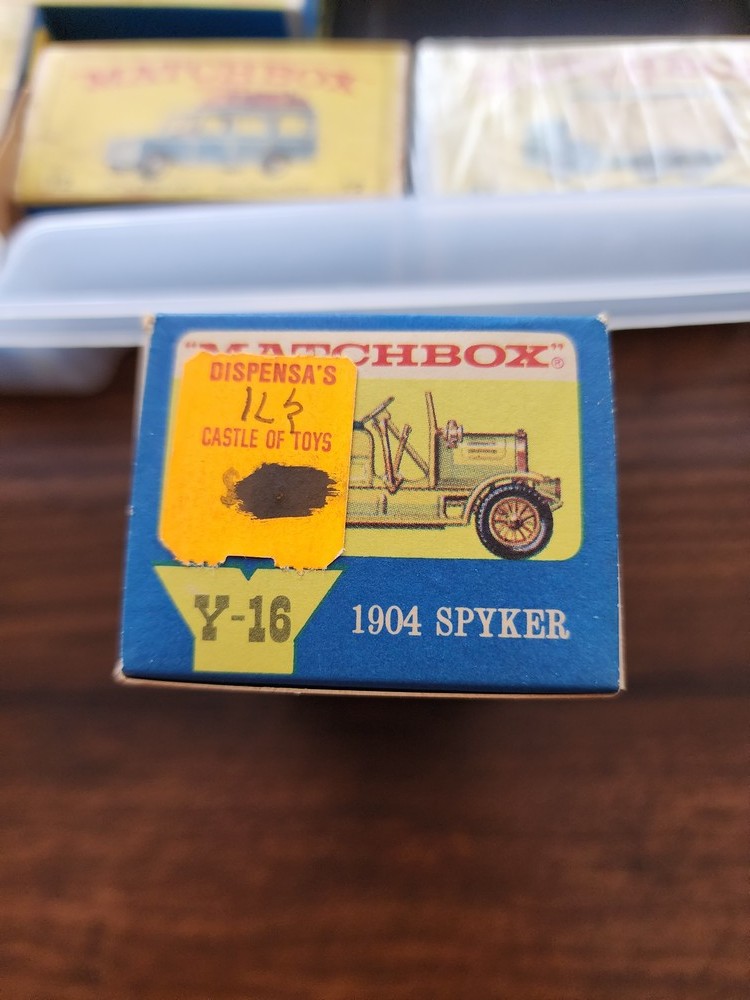 MATCHBOX
"MATCHBOX"®
DISPENSA'S
CASTLE OF TOYS
Y-16
1904 SPYKER